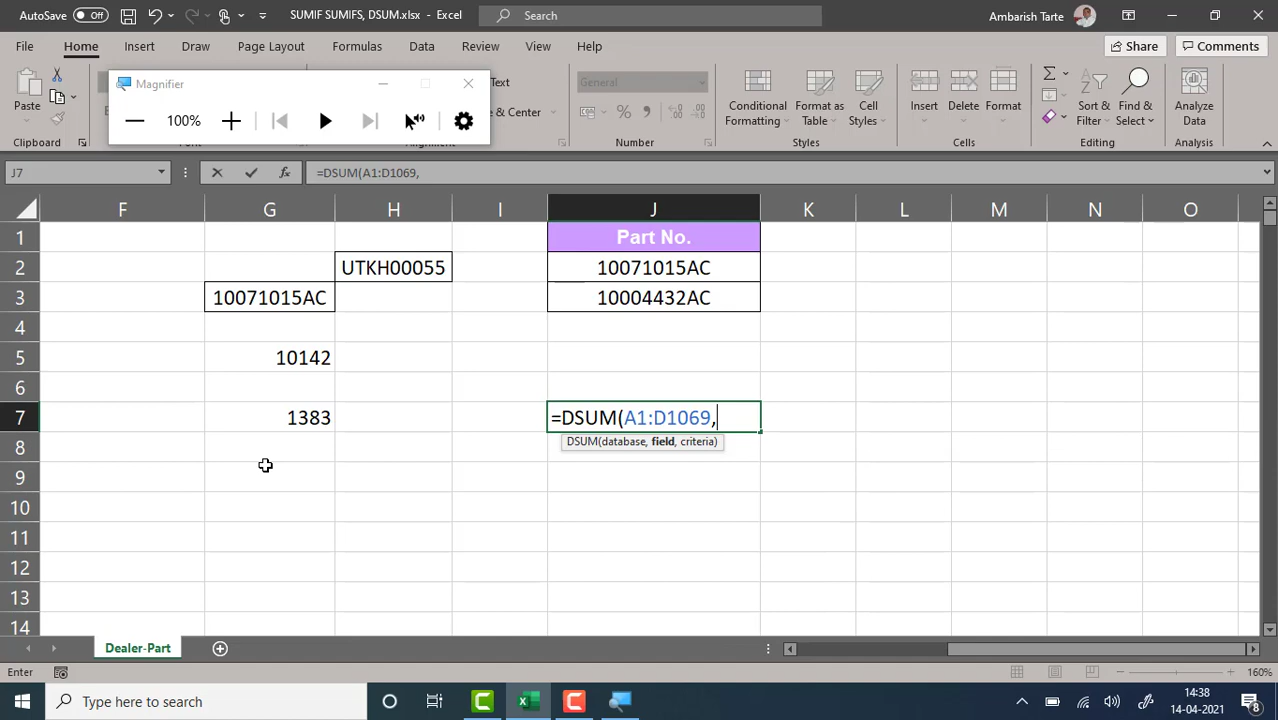 AutoSave Off SUMIF SUMIFS, DSUM.xlsx - Excel Search Ambarish Tarte
File Home Insert Draw Page Layout Formulas Data Review View Help Share Comments
Magnifier
100%
Paste
Text
e & Center
General
Conditional Formatting
Format as Table
Cell Styles
Insert Delete Format
Sort & Filter
Find & Select
Analyze Data
Clipboard Number Styles Cells Editing Analysis
J7 fx =DSUM(A1:D1069,
F G H I J K L M N O
1 Part No.
2 UTKH00055 10071015AC
3 10071015AC 10004432AC
4
5 10142
6
7 1383 =DSUM(A1:D1069,
DSUM(database, field, criteria)
8
9
10
11
12
13
14
Dealer-Part
Enter 160%
Type here to search
14:38
14-04-2021
8